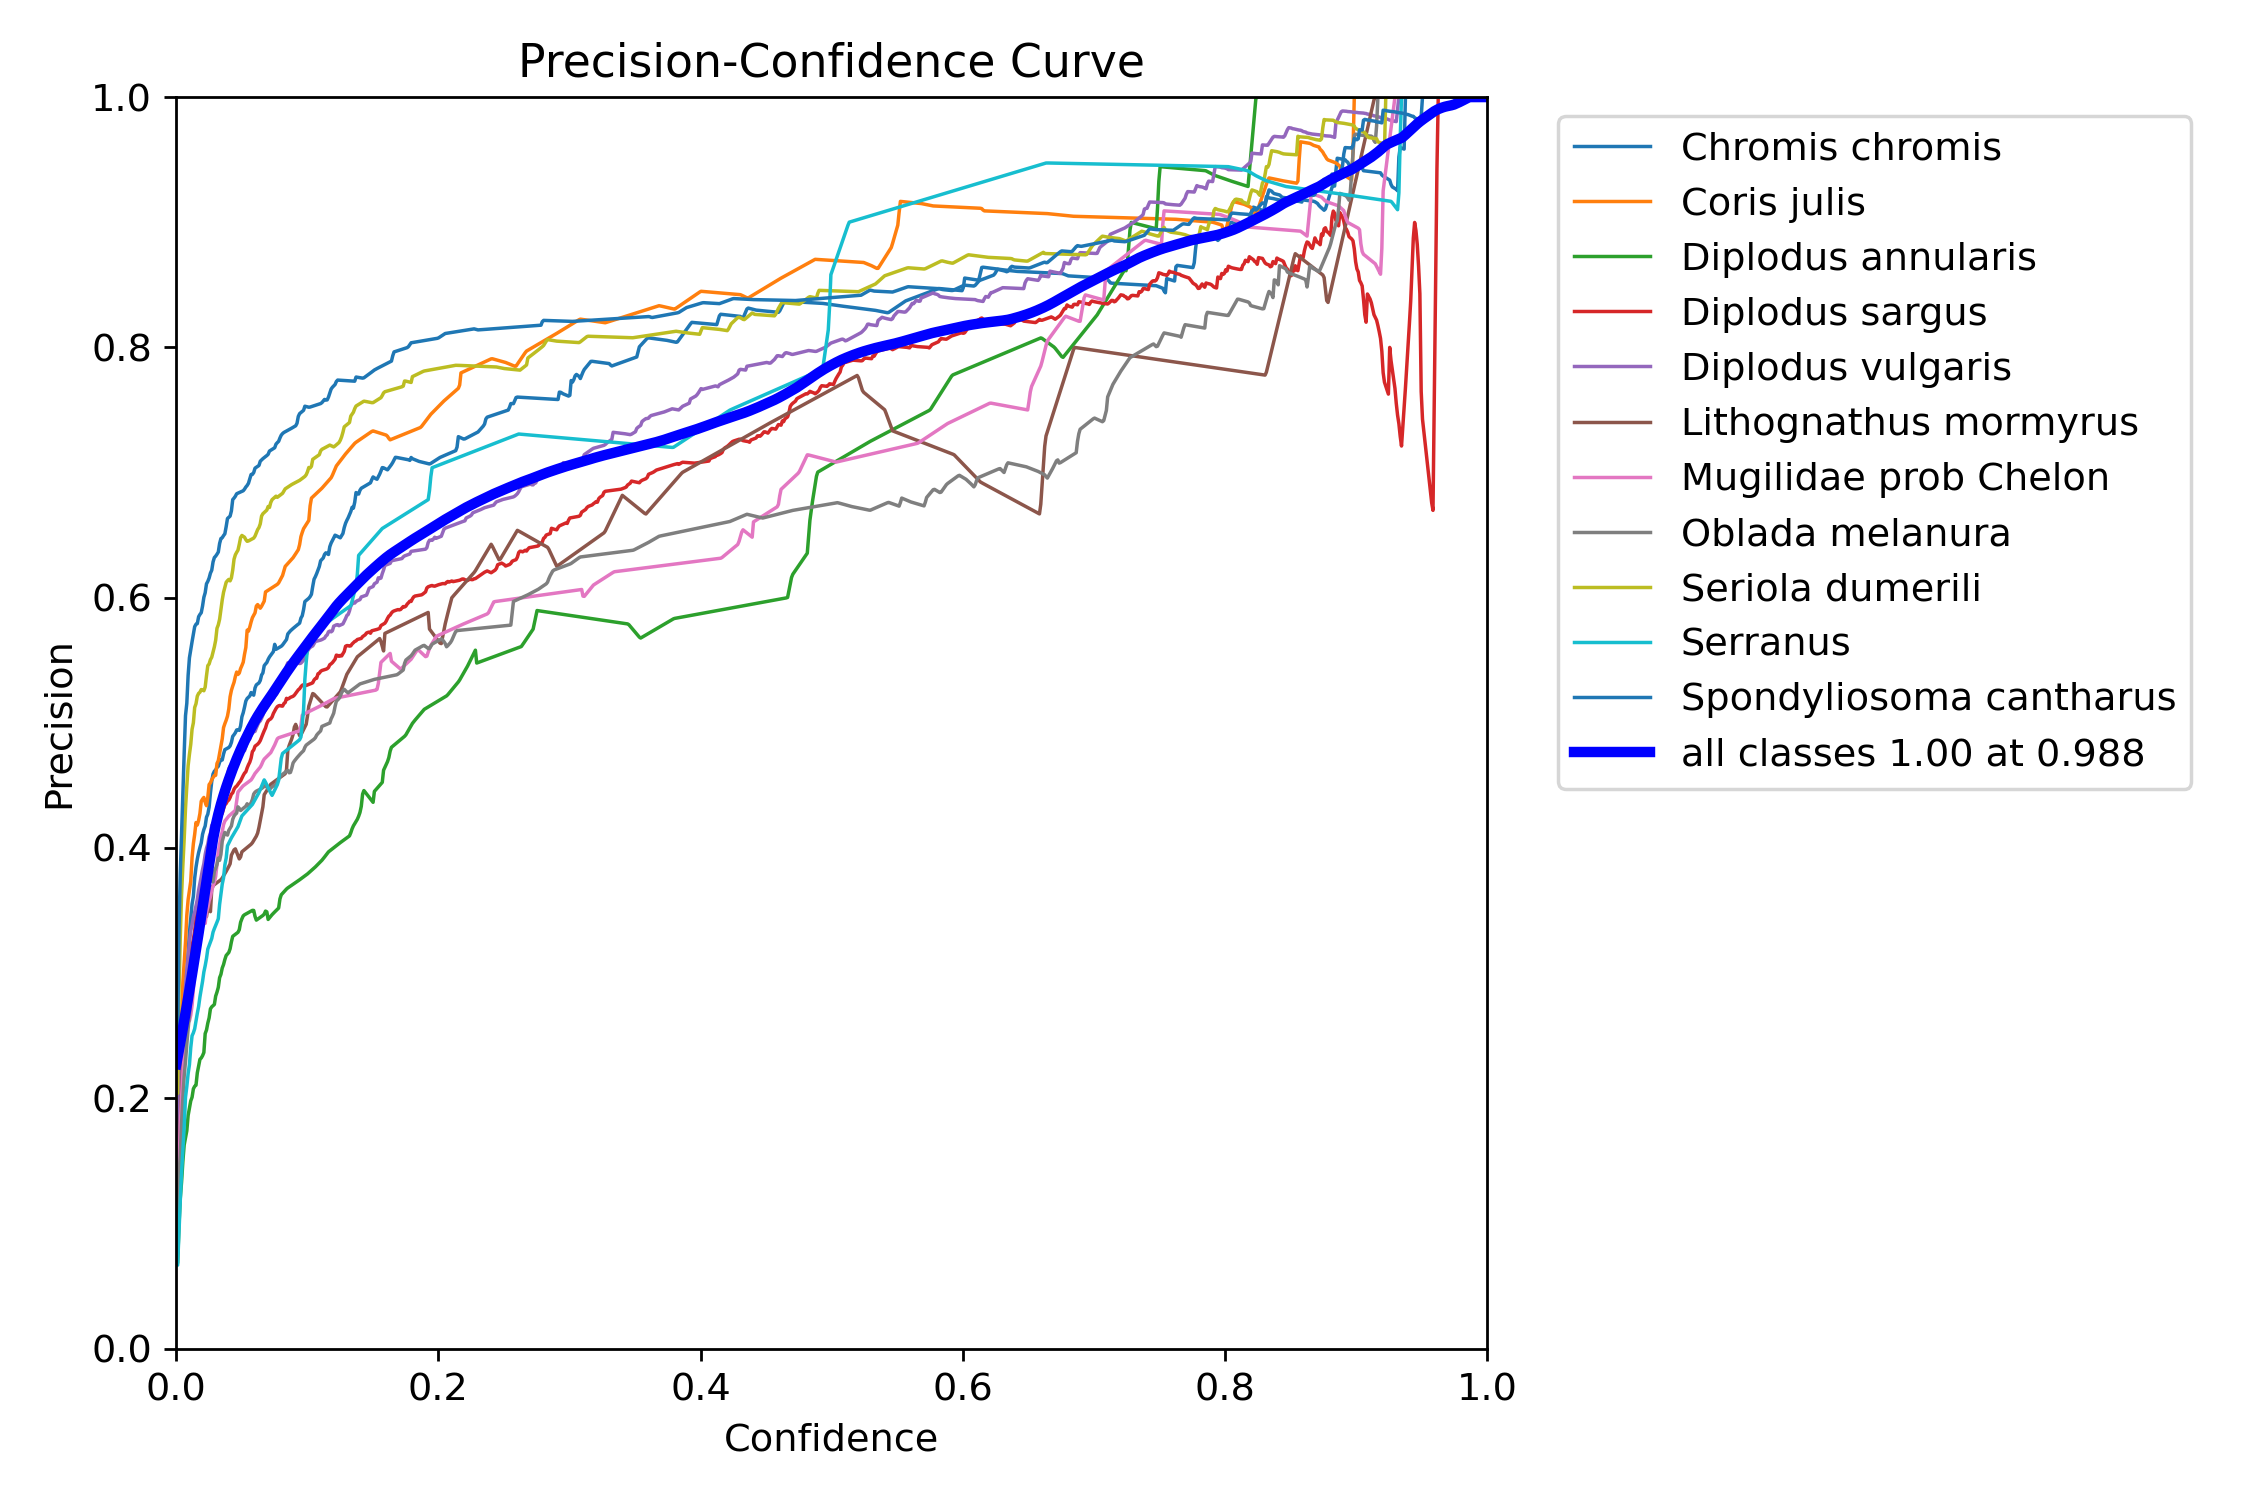 Precision-Confidence Curve
1.0
0.8
0.6
0.4
0.2
0.0
Precision
0.0 0.2 0.4 0.6 0.8 1.0
Confidence
Chromis chromis
Coris julis
Diplodus annularis
Diplodus sargus
Diplodus vulgaris
Lithognathus mormyrus
Mugilidae prob Chelon
Oblada melanura
Seriola dumerili
Serranus
Spondyliosoma cantharus
all classes 1.00 at 0.988